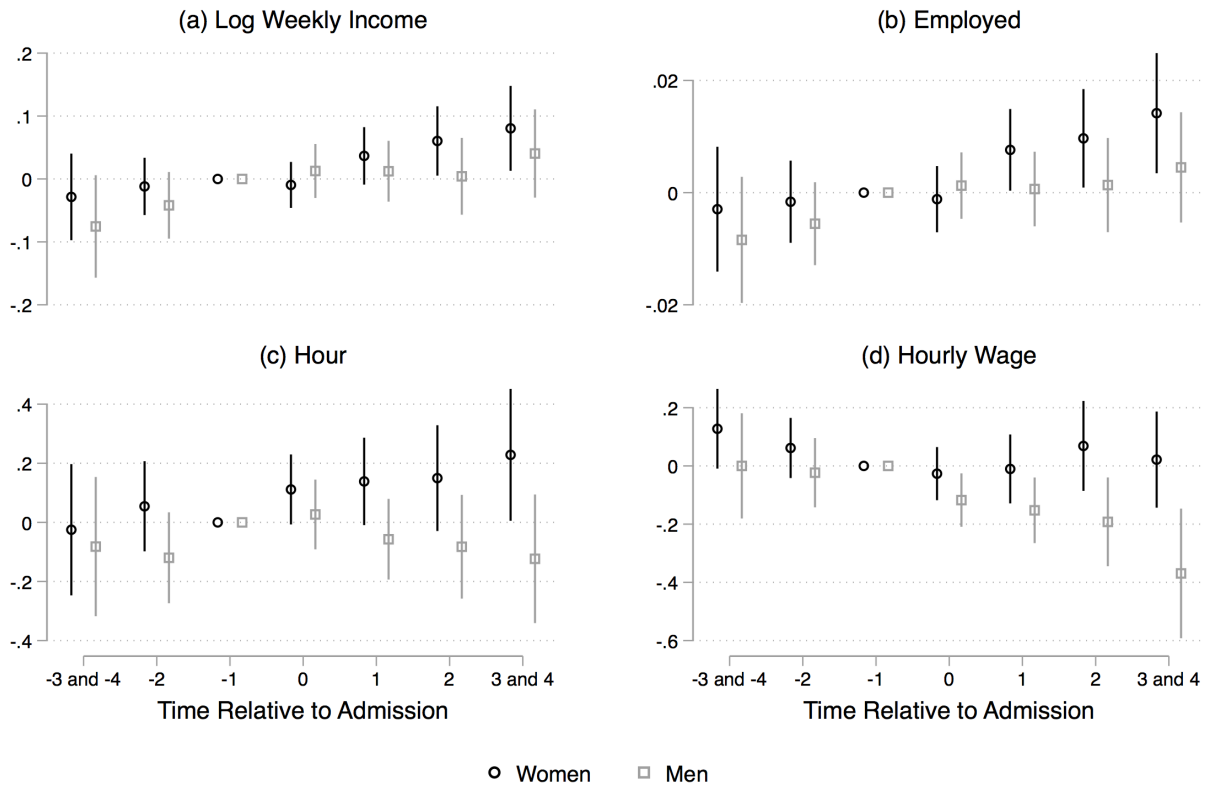 (a) Log Weekly Income
.2
.1
0
-.1
-.2
(b) Employed
.02
0
-.02
(c) Hour
.4
.2
0
-.2
-.4
-3 and -4 -2 -1 0 1 2 3 and 4
Time Relative to Admission
(d) Hourly Wage
.2
0
-.2
-.4
-.6
-3 and -4 -2 -1 0 1 2 3 and 4
Time Relative to Admission
Women Men